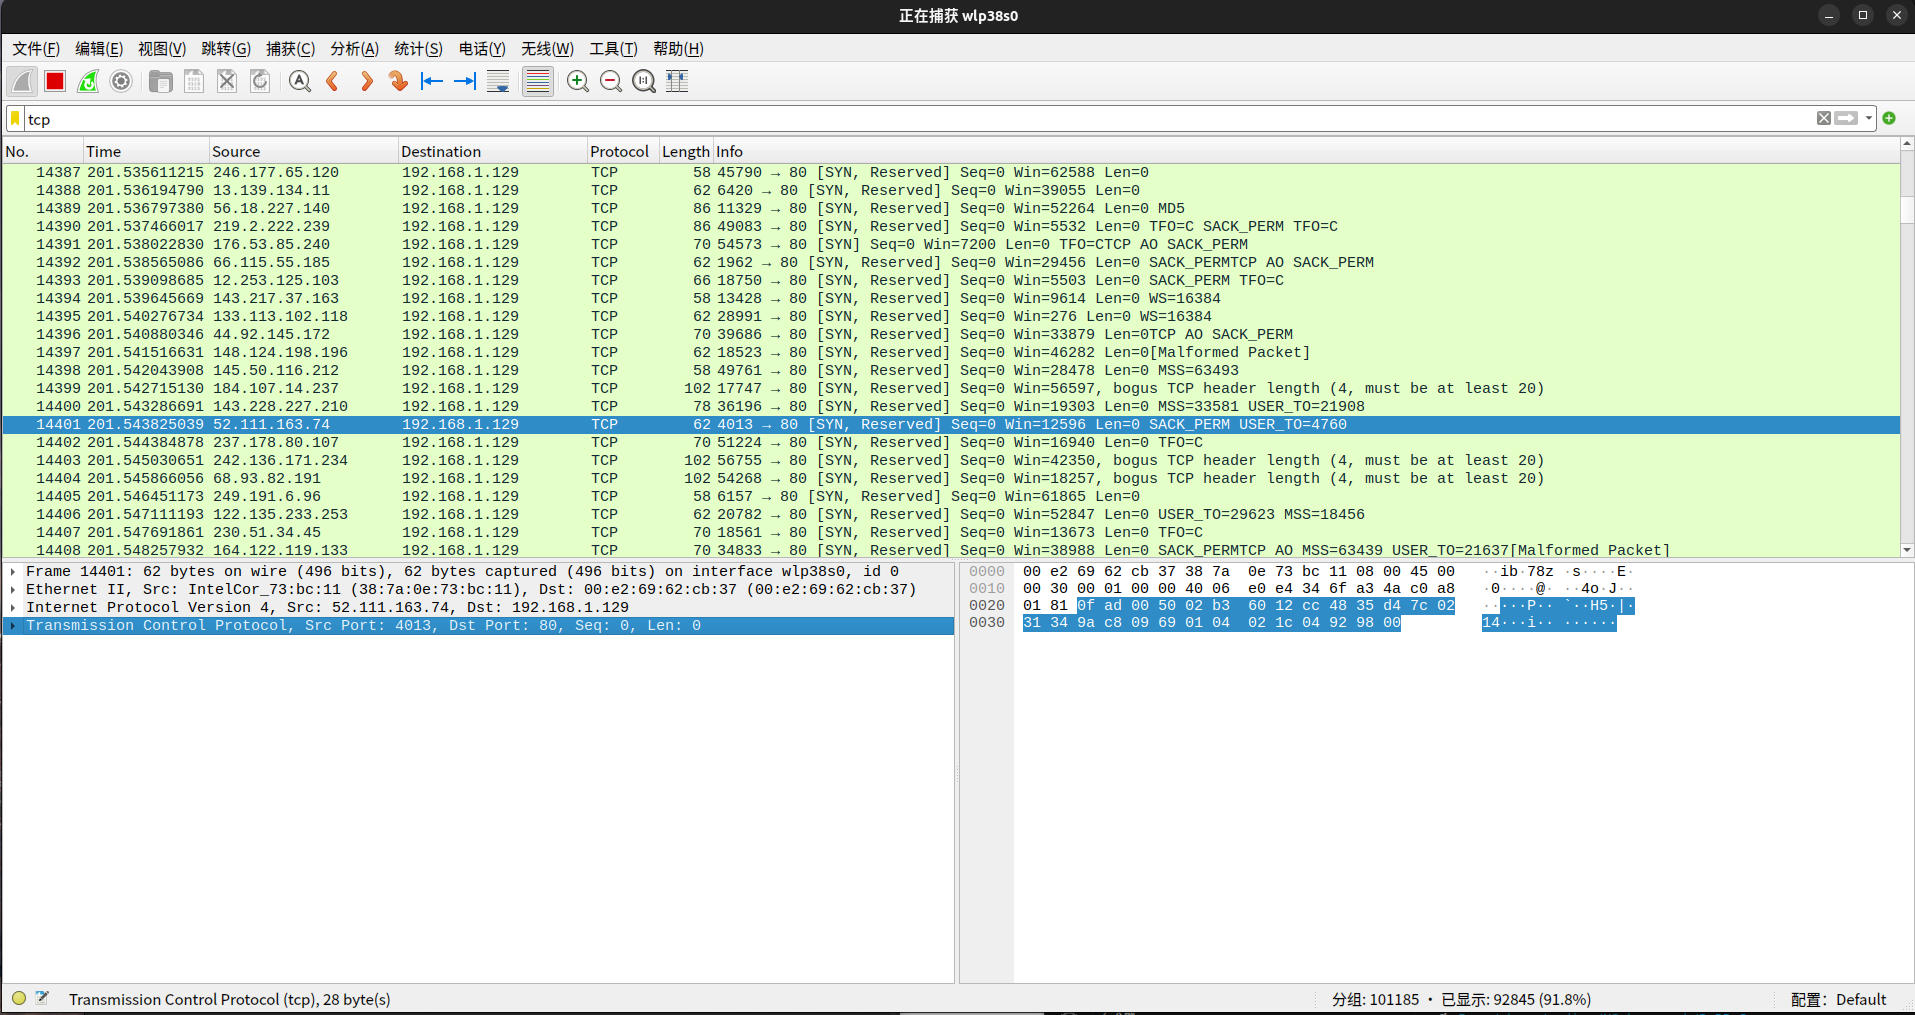 正在捕获 wlp38s0
文件(F) 编辑(E) 视图(V) 跳转(G) 捕获(C) 分析(A) 统计(S) 电话(Y) 无线(W) 工具(T) 帮助(H)
tcp
No. Time Source Destination Protocol Length Info
14387 201.535611215 246.177.65.120 192.168.1.129 TCP 58 45790 → 80 [SYN, Reserved] Seq=0 Win=62588 Len=0
14388 201.536194790 13.139.134.11 192.168.1.129 TCP 62 6420 → 80 [SYN, Reserved] Seq=0 Win=39055 Len=0
14389 201.536797380 56.18.227.140 192.168.1.129 TCP 86 11329 → 80 [SYN, Reserved] Seq=0 Win=52264 Len=0 MD5
14390 201.537466017 219.2.222.239 192.168.1.129 TCP 86 49083 → 80 [SYN, Reserved] Seq=0 Win=5532 Len=0 TFO=C SACK_PERM TFO=C
14391 201.538022830 176.53.85.240 192.168.1.129 TCP 70 54573 → 80 [SYN] Seq=0 Win=7200 Len=0 TFO=CTCP AO SACK_PERM
14392 201.538565086 66.115.55.185 192.168.1.129 TCP 62 1962 → 80 [SYN, Reserved] Seq=0 Win=29456 Len=0 SACK_PERMTCP AO SACK_PERM
14393 201.539098685 12.253.125.103 192.168.1.129 TCP 66 18750 → 80 [SYN, Reserved] Seq=0 Win=5503 Len=0 SACK_PERM TFO=C
14394 201.539645669 143.217.37.163 192.168.1.129 TCP 58 13428 → 80 [SYN, Reserved] Seq=0 Win=9614 Len=0 WS=16384
14395 201.540276734 133.113.102.118 192.168.1.129 TCP 62 28991 → 80 [SYN, Reserved] Seq=0 Win=276 Len=0 WS=16384
14396 201.540880346 44.92.145.172 192.168.1.129 TCP 70 39686 → 80 [SYN, Reserved] Seq=0 Win=33879 Len=0TCP AO SACK_PERM
14397 201.541516631 148.124.198.196 192.168.1.129 TCP 62 18523 → 80 [SYN, Reserved] Seq=0 Win=46282 Len=0[Malformed Packet]
14398 201.542043908 145.50.116.212 192.168.1.129 TCP 58 49761 → 80 [SYN, Reserved] Seq=0 Win=28478 Len=0 MSS=63493
14399 201.542715130 184.107.14.237 192.168.1.129 TCP 102 17747 → 80 [SYN, Reserved] Seq=0 Win=56597, bogus TCP header length (4, must be at least 20)
14400 201.543286691 143.228.227.210 192.168.1.129 TCP 78 36196 → 80 [SYN, Reserved] Seq=0 Win=19303 Len=0 MSS=33581 USER_TO=21908
14401 201.543825039 52.111.163.74 192.168.1.129 TCP 62 4013 → 80 [SYN, Reserved] Seq=0 Win=12596 Len=0 SACK_PERM USER_TO=4760
14402 201.544384878 237.178.80.107 192.168.1.129 TCP 70 51224 → 80 [SYN, Reserved] Seq=0 Win=16940 Len=0 TFO=C
14403 201.545030651 242.136.171.234 192.168.1.129 TCP 102 56755 → 80 [SYN, Reserved] Seq=0 Win=42350, bogus TCP header length (4, must be at least 20)
14404 201.545866056 68.93.82.191 192.168.1.129 TCP 102 54268 → 80 [SYN, Reserved] Seq=0 Win=18257, bogus TCP header length (4, must be at least 20)
14405 201.546451173 249.191.6.96 192.168.1.129 TCP 58 6157 → 80 [SYN, Reserved] Seq=0 Win=61865 Len=0
14406 201.547111193 122.135.233.253 192.168.1.129 TCP 62 20782 → 80 [SYN, Reserved] Seq=0 Win=52847 Len=0 USER_TO=29623 MSS=18456
14407 201.547691861 230.51.34.45 192.168.1.129 TCP 70 18561 → 80 [SYN, Reserved] Seq=0 Win=13673 Len=0 TFO=C
14408 201.548257932 164.122.119.133 192.168.1.129 TCP 70 34833 → 80 [SYN, Reserved] Seq=0 Win=38988 Len=0 SACK_PERMTCP AO MSS=63439 USER_TO=21637[Malformed Packet]
Frame 14401: 62 bytes on wire (496 bits), 62 bytes captured (496 bits) on interface wlp38s0, id 0
Ethernet II, Src: IntelCor_73:bc:11 (38:7a:0e:73:bc:11), Dst: 00:e2:69:62:cb:37 (00:e2:69:62:cb:37)
Internet Protocol Version 4, Src: 52.111.163.74, Dst: 192.168.1.129
Transmission Control Protocol, Src Port: 4013, Dst Port: 80, Seq: 0, Len: 0
0000 00 e2 69 62 cb 37 38 7a 0e 73 bc 11 08 00 45 00 ··ib·78z ·s····E·
0010 00 30 00 01 00 00 40 06 e0 e4 34 6f a3 4a c0 a8 ·0····@· ··4o·J··
0020 01 81 0f ad 00 50 02 b3 60 12 cc 48 35 d4 7c 02 ·····P·· `··H5·|·
0030 31 34 9a c8 09 69 01 04 02 1c 04 92 98 00 14···i·· ······
Transmission Control Protocol (tcp), 28 byte(s)
分组: 101185 · 已显示: 92845 (91.8%)
配置: Default